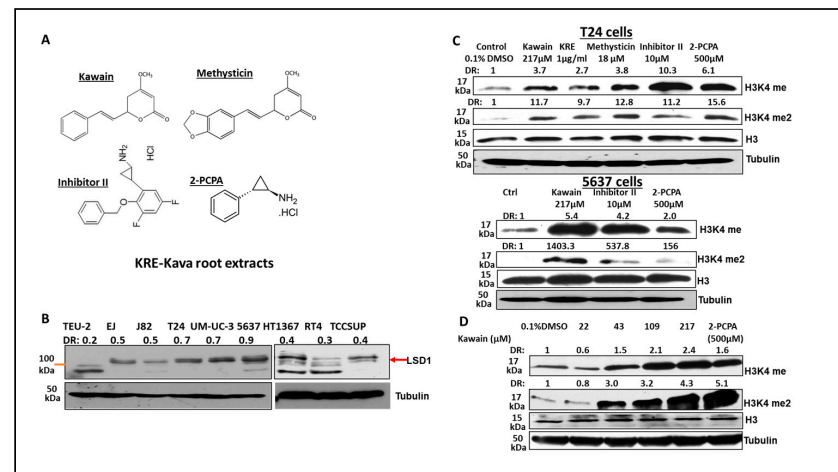 A
Kawain
Methysticin
OCH₃
O
O
OCH₃
O
O
O
O
NH₂
HCl
Inhibitor II
2-PCPA
O
F
F
NH₂
.HCl
KRE-Kava root extracts
B
TEU-2 EJ J82 T24 UM-UC-3 5637 HT1367 RT4 TCCSUP
DR: 0.2 0.5 0.5 0.7 0.7 0.9 0.4 0.3 0.4
100
kDa
LSD1
50
kDa
Tubulin
C
T24 cells
Control Kawain KRE Methysticin Inhibitor II 2-PCPA
0.1% DMSO 217µM 1µg/ml 18 µM 10µM 500µM
DR: 1 3.7 2.7 3.8 10.3 6.1
17
kDa
H3K4 me
DR: 1 11.7 9.7 12.8 11.2 15.6
17
kDa
H3K4 me2
15
kDa
H3
50
kDa
Tubulin
5637 cells
Ctrl Kawain Inhibitor II 2-PCPA
217µM 10µM 500µM
DR: 1 5.4 4.2 2.0
17
kDa
H3K4 me
DR: 1 1403.3 537.8 156
17
kDa
H3K4 me2
15
kDa
H3
50
kDa
Tubulin
D
0.1%DMSO 22 43 109 217 2-PCPA
Kawain (µM) (500µM)
DR: 1 0.6 1.5 2.1 2.4 1.6
17
kDa
H3K4 me
DR: 1 0.8 3.0 3.2 4.3 5.1
17
kDa
H3K4 me2
15
kDa
H3
50
kDa
Tubulin